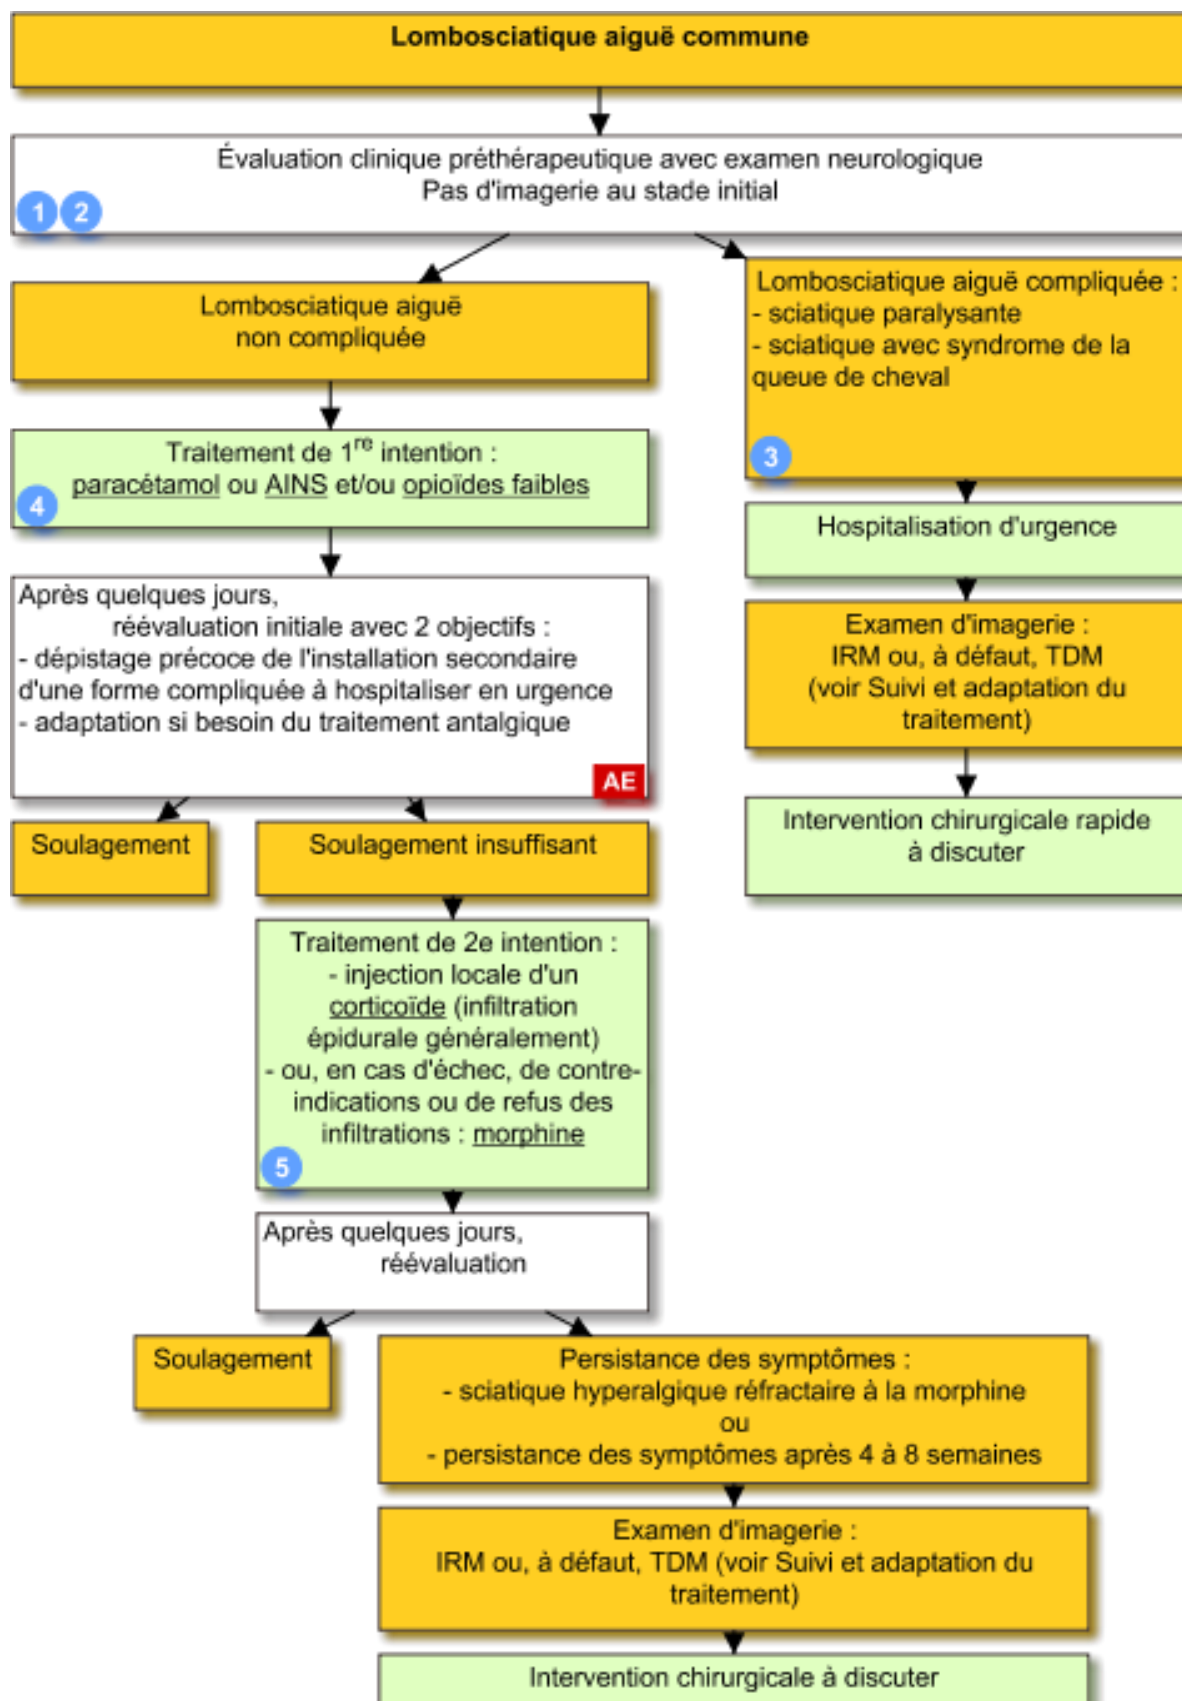 Lombosciatique aiguë commune
Évaluation clinique préthérapeutique avec examen neurologique
Pas d'imagerie au stade initial
1 2
Lombosciatique aiguë
non compliquée
Lombosciatique aiguë compliquée :
- sciatique paralysante
- sciatique avec syndrome de la
queue de cheval
3
Traitement de 1re intention :
paracétamol ou AINS et/ou opioïdes faibles
4
Hospitalisation d'urgence
Après quelques jours,
réévaluation initiale avec 2 objectifs :
- dépistage précoce de l'installation secondaire
d'une forme compliquée à hospitaliser en urgence
- adaptation si besoin du traitement antalgique
AE
Examen d'imagerie :
IRM ou, à défaut, TDM
(voir Suivi et adaptation du
traitement)
Intervention chirurgicale rapide
à discuter
Soulagement
Soulagement insuffisant
Traitement de 2e intention :
- injection locale d'un
corticoïde (infiltration
épidurale généralement)
- ou, en cas d'échec, de contre-
indications ou de refus des
infiltrations : morphine
5
Après quelques jours,
réévaluation
Soulagement
Persistance des symptômes :
- sciatique hyperalgique réfractaire à la morphine
ou
- persistance des symptômes après 4 à 8 semaines
Examen d'imagerie :
IRM ou, à défaut, TDM (voir Suivi et adaptation du
traitement)
Intervention chirurgicale à discuter